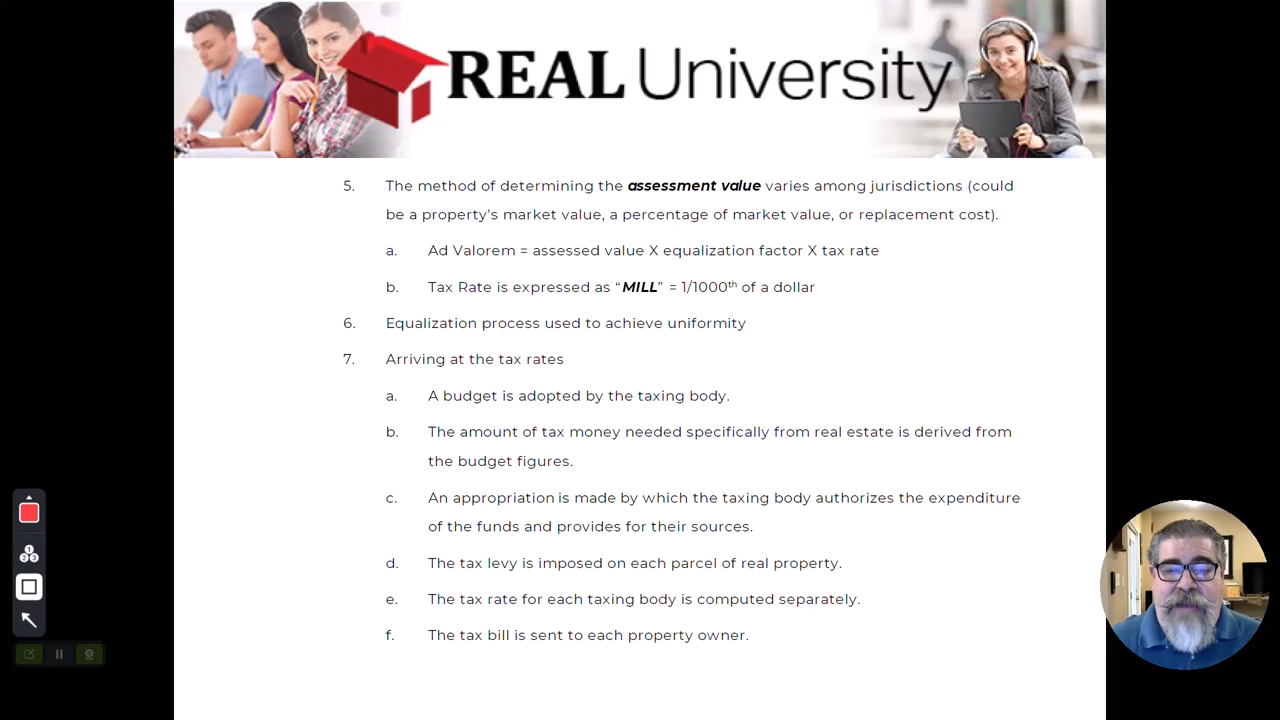 REAL University
5. The method of determining the assessment value varies among jurisdictions (could
be a property's market value, a percentage of market value, or replacement cost).
a. Ad Valorem = assessed value X equalization factor X tax rate
b. Tax Rate is expressed as “MILL” = 1/1000th of a dollar
6. Equalization process used to achieve uniformity
7. Arriving at the tax rates
a. A budget is adopted by the taxing body.
b. The amount of tax money needed specifically from real estate is derived from
the budget figures.
c. An appropriation is made by which the taxing body authorizes the expenditure
of the funds and provides for their sources.
d. The tax levy is imposed on each parcel of real property.
e. The tax rate for each taxing body is computed separately.
f. The tax bill is sent to each property owner.